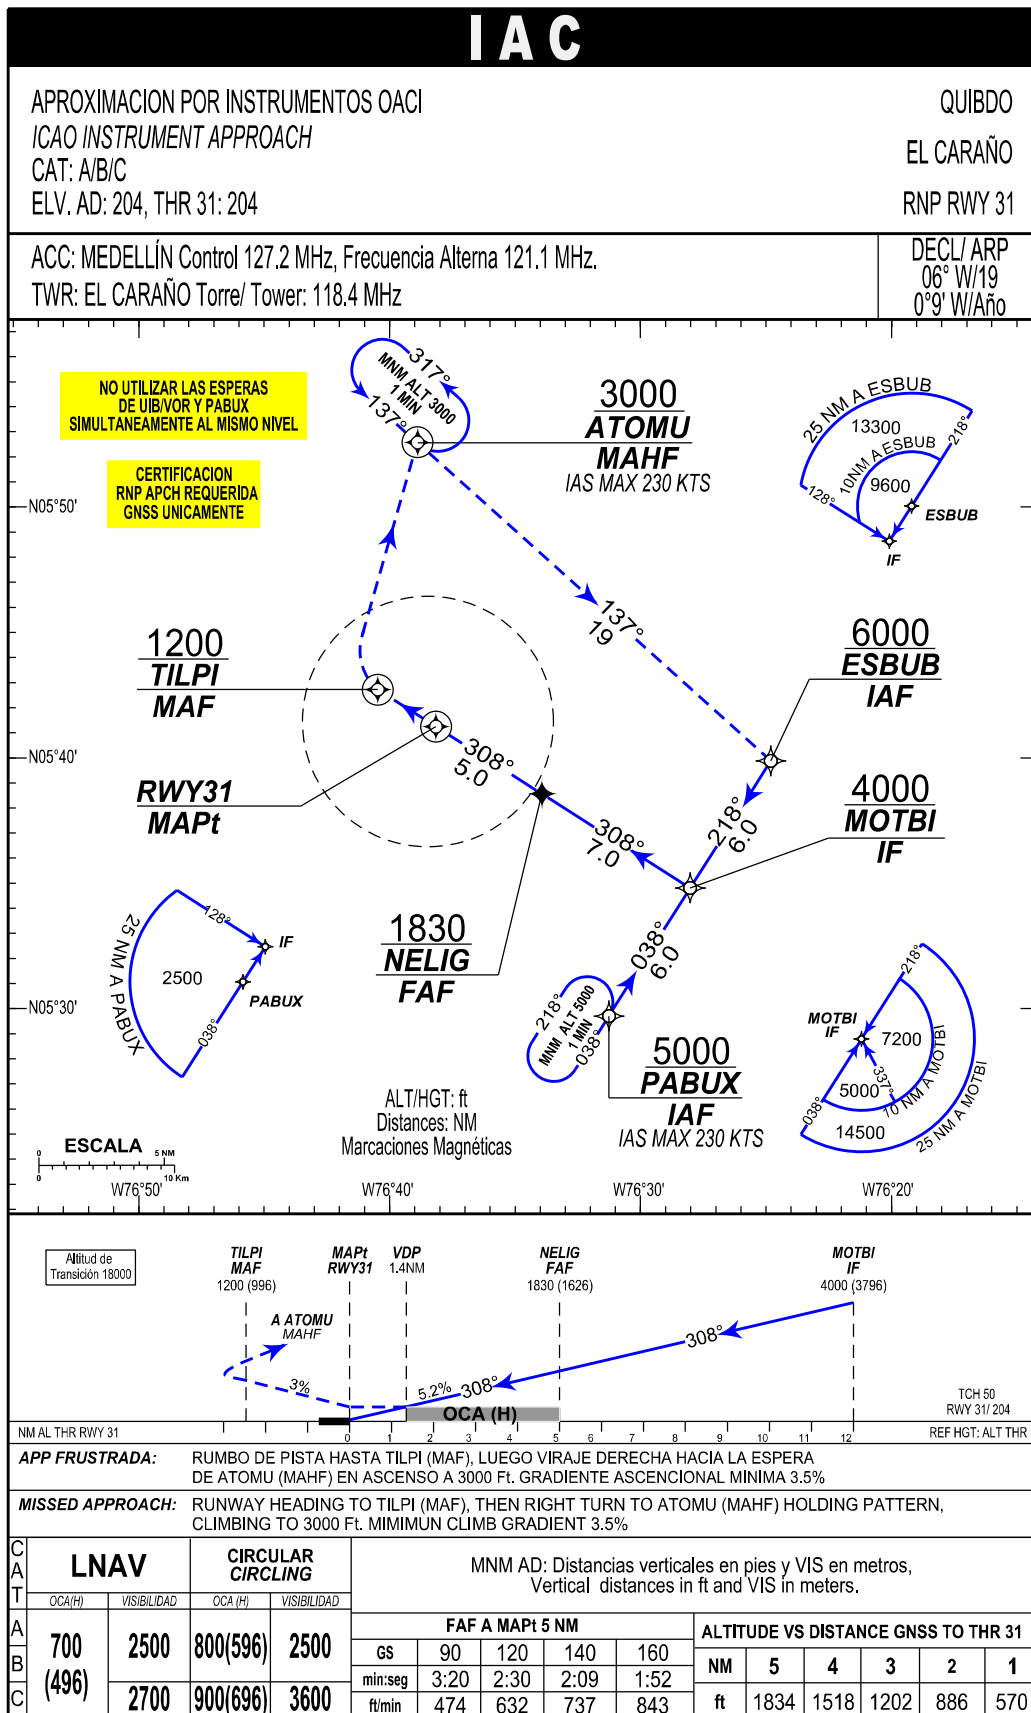 IAC
APROXIMACION POR INSTRUMENTOS OACI
ICAO INSTRUMENT APPROACH
CAT: A/B/C
ELV. AD: 204, THR 31: 204
QUIBDO
EL CARAÑO
RNP RWY 31
ACC: MEDELLÍN Control 127.2 MHz, Frecuencia Alterna 121.1 MHz.
TWR: EL CARAÑO Torre/ Tower: 118.4 MHz
DECL/ ARP
06° W/19
0°9' W/Año
NO UTILIZAR LAS ESPERAS
DE UIB/VOR Y PABUX
SIMULTANEAMENTE AL MISMO NIVEL
CERTIFICACION
RNP APCH REQUERIDA
GNSS UNICAMENTE
317°
MNM ALT 3000
1 MIN
137°
3000
ATOMU
MAHF
IAS MAX 230 KTS
25 NM A ESBUB
13300
10NM A ESBUB
9600
218°
128°
ESBUB
IF
N05°50'
137°
19
1200
TILPI
MAF
6000
ESBUB
IAF
N05°40'
308°
5.0
RWY31
MAPt
218°
6.0
4000
MOTBI
IF
308°
7.0
128°
IF
25 NM A PABUX
2500
PABUX
038°
1830
NELIG
FAF
038°
6.0
N05°30'
218°
MNM ALT 5000
1 MIN
038°
5000
PABUX
IAF
IAS MAX 230 KTS
218°
MOTBI
IF
7200
337°
5000
10 NM A MOTBI
038°
14500
25 NM A MOTBI
ALT/HGT: ft
Distances: NM
Marcaciones Magnéticas
ESCALA
0 5 NM
0 10 Km
W76°50' W76°40' W76°30' W76°20'
Altitud de
Transición 18000
TILPI
MAF
1200 (996)
MAPt
RWY31
VDP
1.4NM
NELIG
FAF
1830 (1626)
MOTBI
IF
4000 (3796)
A ATOMU
MAHF
3%
5.2%
308°
308°
OCA (H)
TCH 50
RWY 31/ 204
NM AL THR RWY 31
0 1 2 3 4 5 6 7 8 9 10 11 12
REF HGT: ALT THR
APP FRUSTRADA: RUMBO DE PISTA HASTA TILPI (MAF), LUEGO VIRAJE DERECHA HACIA LA ESPERA
DE ATOMU (MAHF) EN ASCENSO A 3000 Ft. GRADIENTE ASCENCIONAL MINIMA 3.5%
MISSED APPROACH: RUNWAY HEADING TO TILPI (MAF), THEN RIGHT TURN TO ATOMU (MAHF) HOLDING PATTERN,
CLIMBING TO 3000 Ft. MIMIMUN CLIMB GRADIENT 3.5%
CAT
LNAV
CIRCULAR
CIRCLING
OCA(H) VISIBILIDAD OCA (H) VISIBILIDAD
A
B
C
700
(496)
2500
800(596)
2500
2700
900(696)
3600
MNM AD: Distancias verticales en pies y VIS en metros,
Vertical distances in ft and VIS in meters.
FAF A MAPt 5 NM
GS 90 120 140 160
min:seg 3:20 2:30 2:09 1:52
ft/min 474 632 737 843
ALTITUDE VS DISTANCE GNSS TO THR 31
NM 5 4 3 2 1
ft 1834 1518 1202 886 570